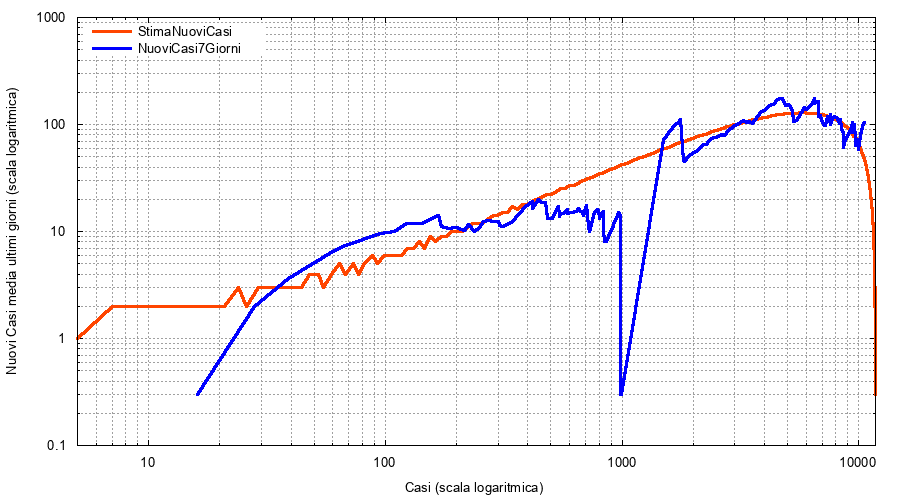 StimaNuoviCasi
NuoviCasi7Giorni
Nuovi Casi media ultimi giorni (scala logaritmica)
1000
100
10
1
0.1
10
100
1000
10000
Casi (scala logaritmica)